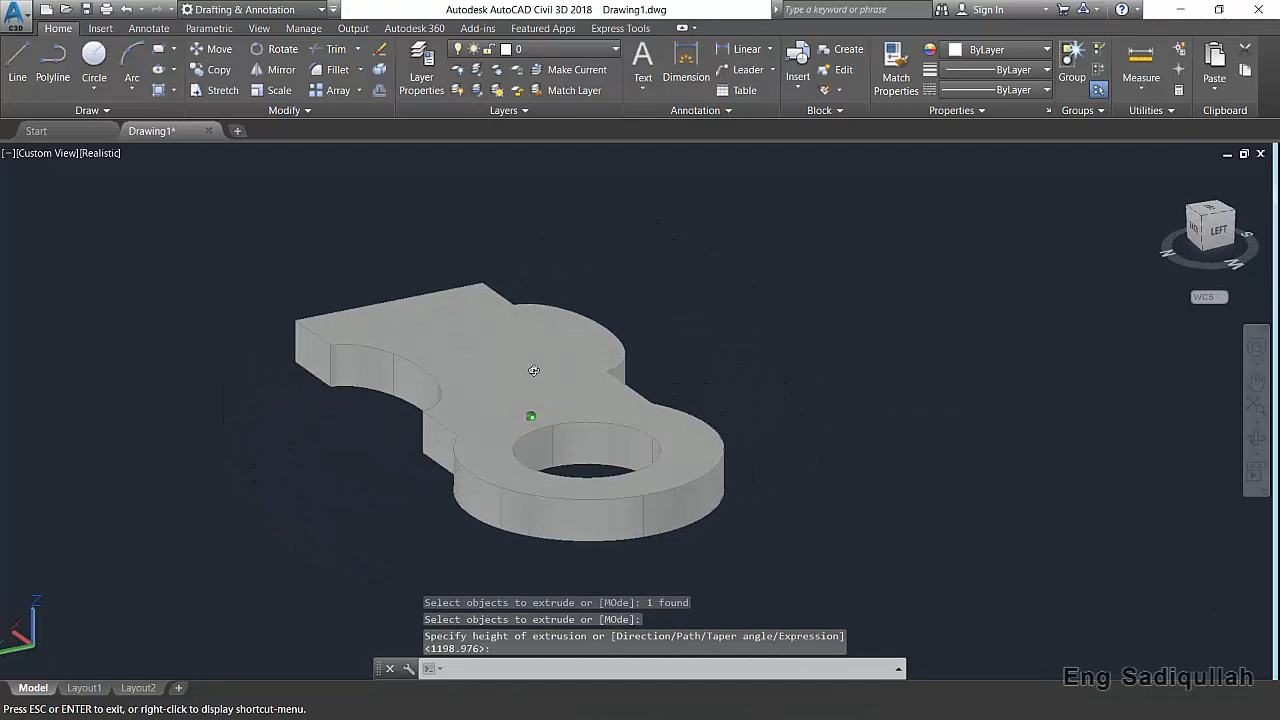 Drafting & Annotation
Autodesk AutoCAD Civil 3D 2018 Drawing1.dwg
Type a keyword or phrase
Sign In
C3D
Home Insert Annotate Parametric View Manage Output Autodesk 360 Add-ins Featured Apps Express Tools
Line Polyline Circle Arc
Move Rotate Trim
Copy Mirror Fillet
Stretch Scale Array
Layer Properties
0
Make Current
Match Layer
Text Dimension
Linear
Leader
Table
Insert
Create
Edit
Match Properties
ByLayer
ByLayer
ByLayer
Group
Measure
Paste
Draw Modify Layers Annotation Block Properties Groups Utilities Clipboard
Start Drawing1*
[−][Custom View][Realistic]
LEFT
N
S
WCS
Z
Select objects to extrude or [MOde]: 1 found
Select objects to extrude or [MOde]:
Specify height of extrusion or [Direction/Path/Taper angle/Expression]
<1198.976>:
Eng Sadiqullah
Model Layout1 Layout2
Press ESC or ENTER to exit, or right-click to display shortcut-menu.